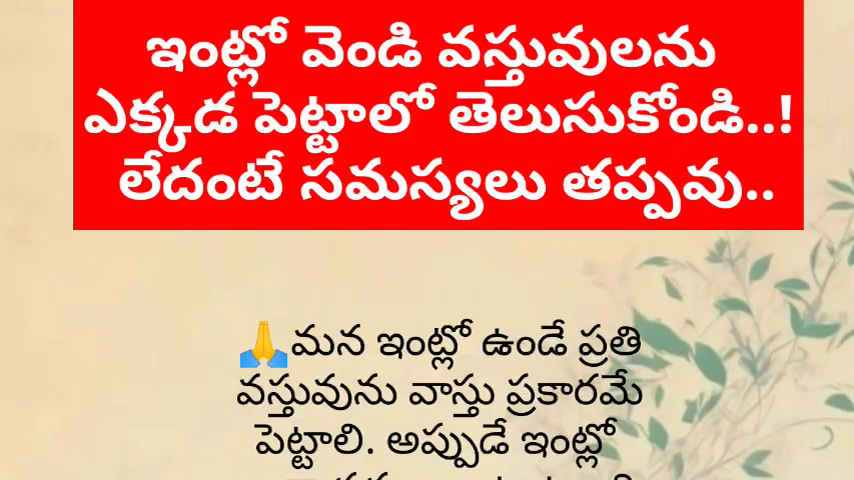 ఇంట్లో వెండి వస్తువులను
ఎక్కడ పెట్టాలో తెలుసుకోండి..!
లేదంటే సమస్యలు తప్పవు..
🙏మన ఇంట్లో ఉండే ప్రతి
వస్తువును వాస్తు ప్రకారమే
పెట్టాలి. అప్పుడే ఇంట్లో